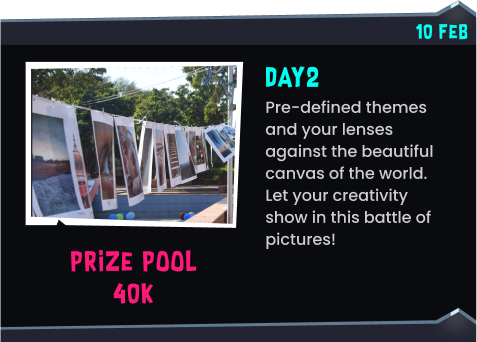 10 FEB
DAY2
Pre-defined themes
and your lenses
against the beautiful
canvas of the world.
Let your creativity
show in this battle of
pictures!
PRiZE POOL
40K